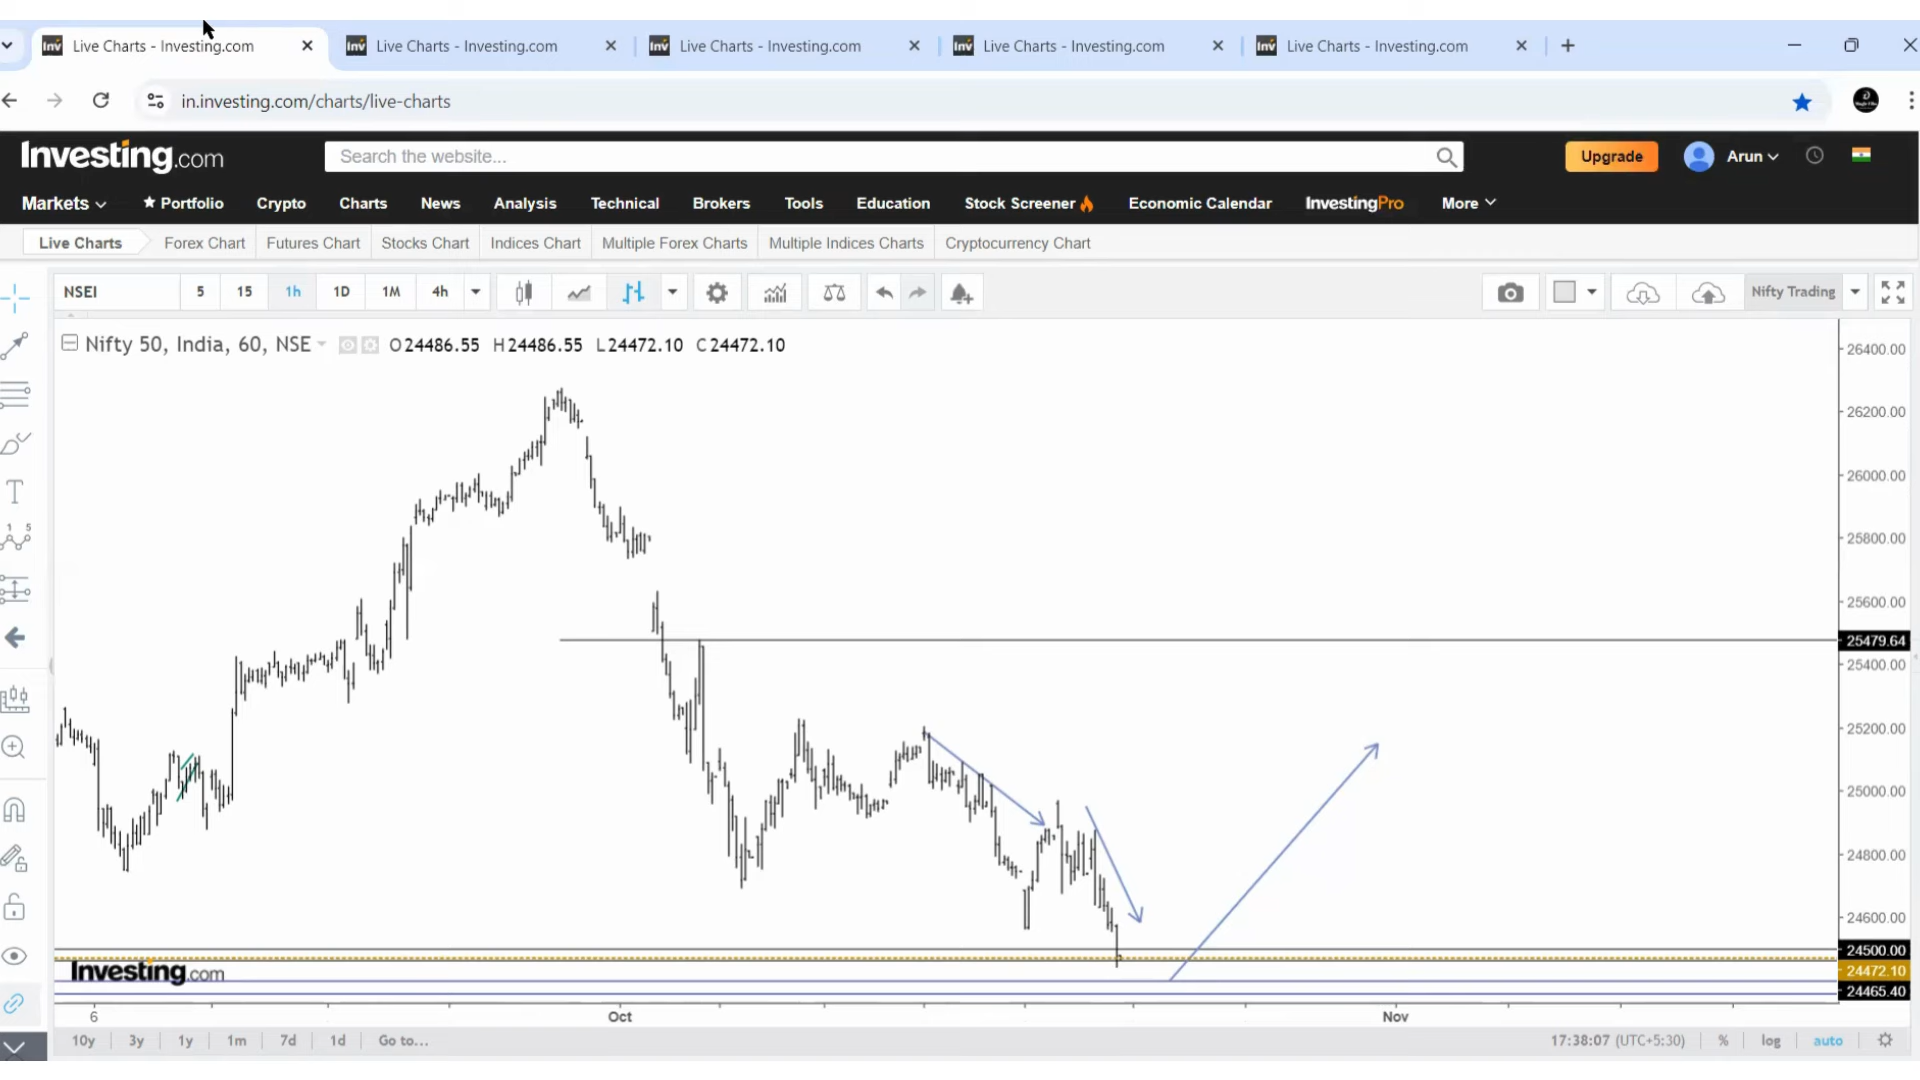 Live Charts - Investing.com Live Charts - Investing.com Live Charts - Investing.com Live Charts - Investing.com Live Charts - Investing.com
in.investing.com/charts/live-charts
Investing.com Search the website... Upgrade Arun
Markets Portfolio Crypto Charts News Analysis Technical Brokers Tools Education Stock Screener Economic Calendar InvestingPro More
Live Charts Forex Chart Futures Chart Stocks Chart Indices Chart Multiple Forex Charts Multiple Indices Charts Cryptocurrency Chart
NSEI 5 15 1h 1D 1M 4h Nifty Trading
Nifty 50, India, 60, NSE O24486.55 H24486.55 L24472.10 C24472.10
26400.00
26200.00
26000.00
25800.00
25600.00
25479.64
25400.00
25200.00
25000.00
24800.00
24600.00
24500.00
24472.10
24465.40
Investing.com
6 Oct Nov
10y 3y 1y 1m 7d 1d Go to... 17:38:07 (UTC+5:30) % log auto